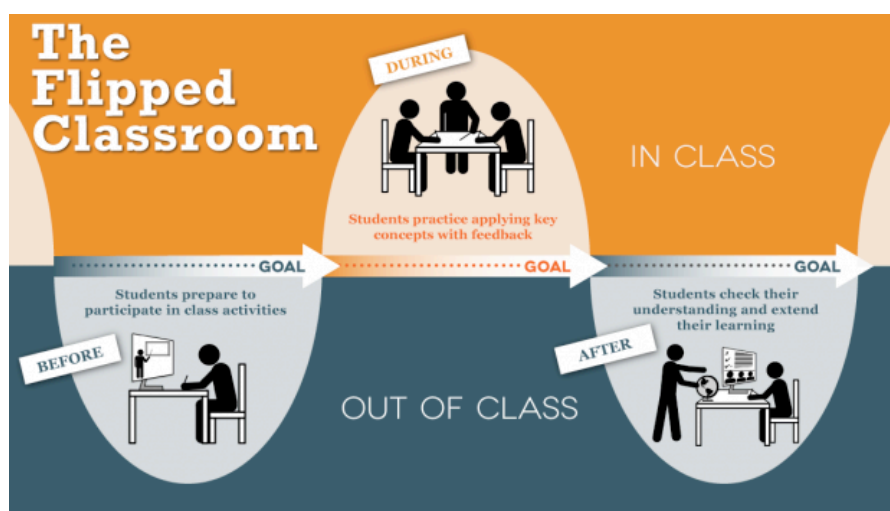 The
Flipped
Classroom
DURING
IN CLASS
Students practice applying key
concepts with feedback
GOAL
GOAL
GOAL
Students prepare to
participate in class activities
BEFORE
OUT OF CLASS
Students check their
understanding and extend
their learning
AFTER